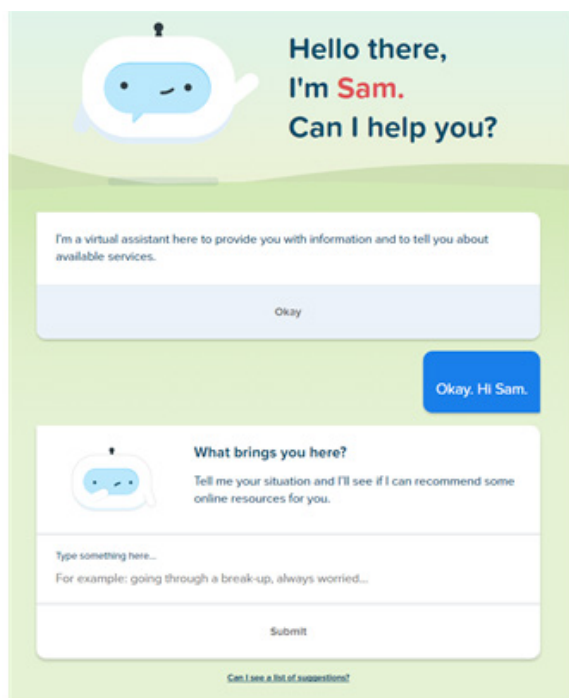 Hello there,
I'm Sam.
Can I help you?
I'm a virtual assistant here to provide you with information and to tell you about
available services.
Okay
Okay. Hi Sam.
What brings you here?
Tell me your situation and I'll see if I can recommend some
online resources for you.
Type something here...
For example: going through a break-up, always worried...
Submit
Can I see a list of suggestions?